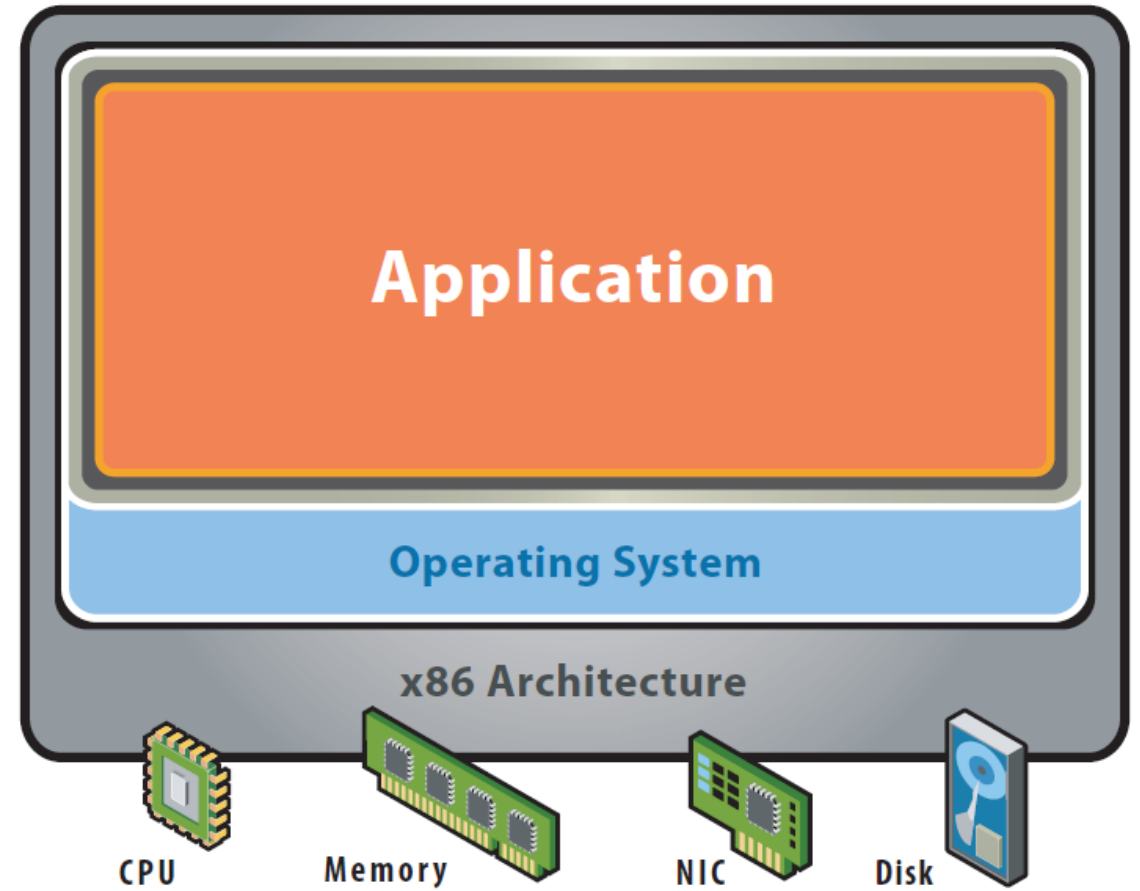 Application
Operating System
x86 Architecture
CPU
Memory
NIC
Disk